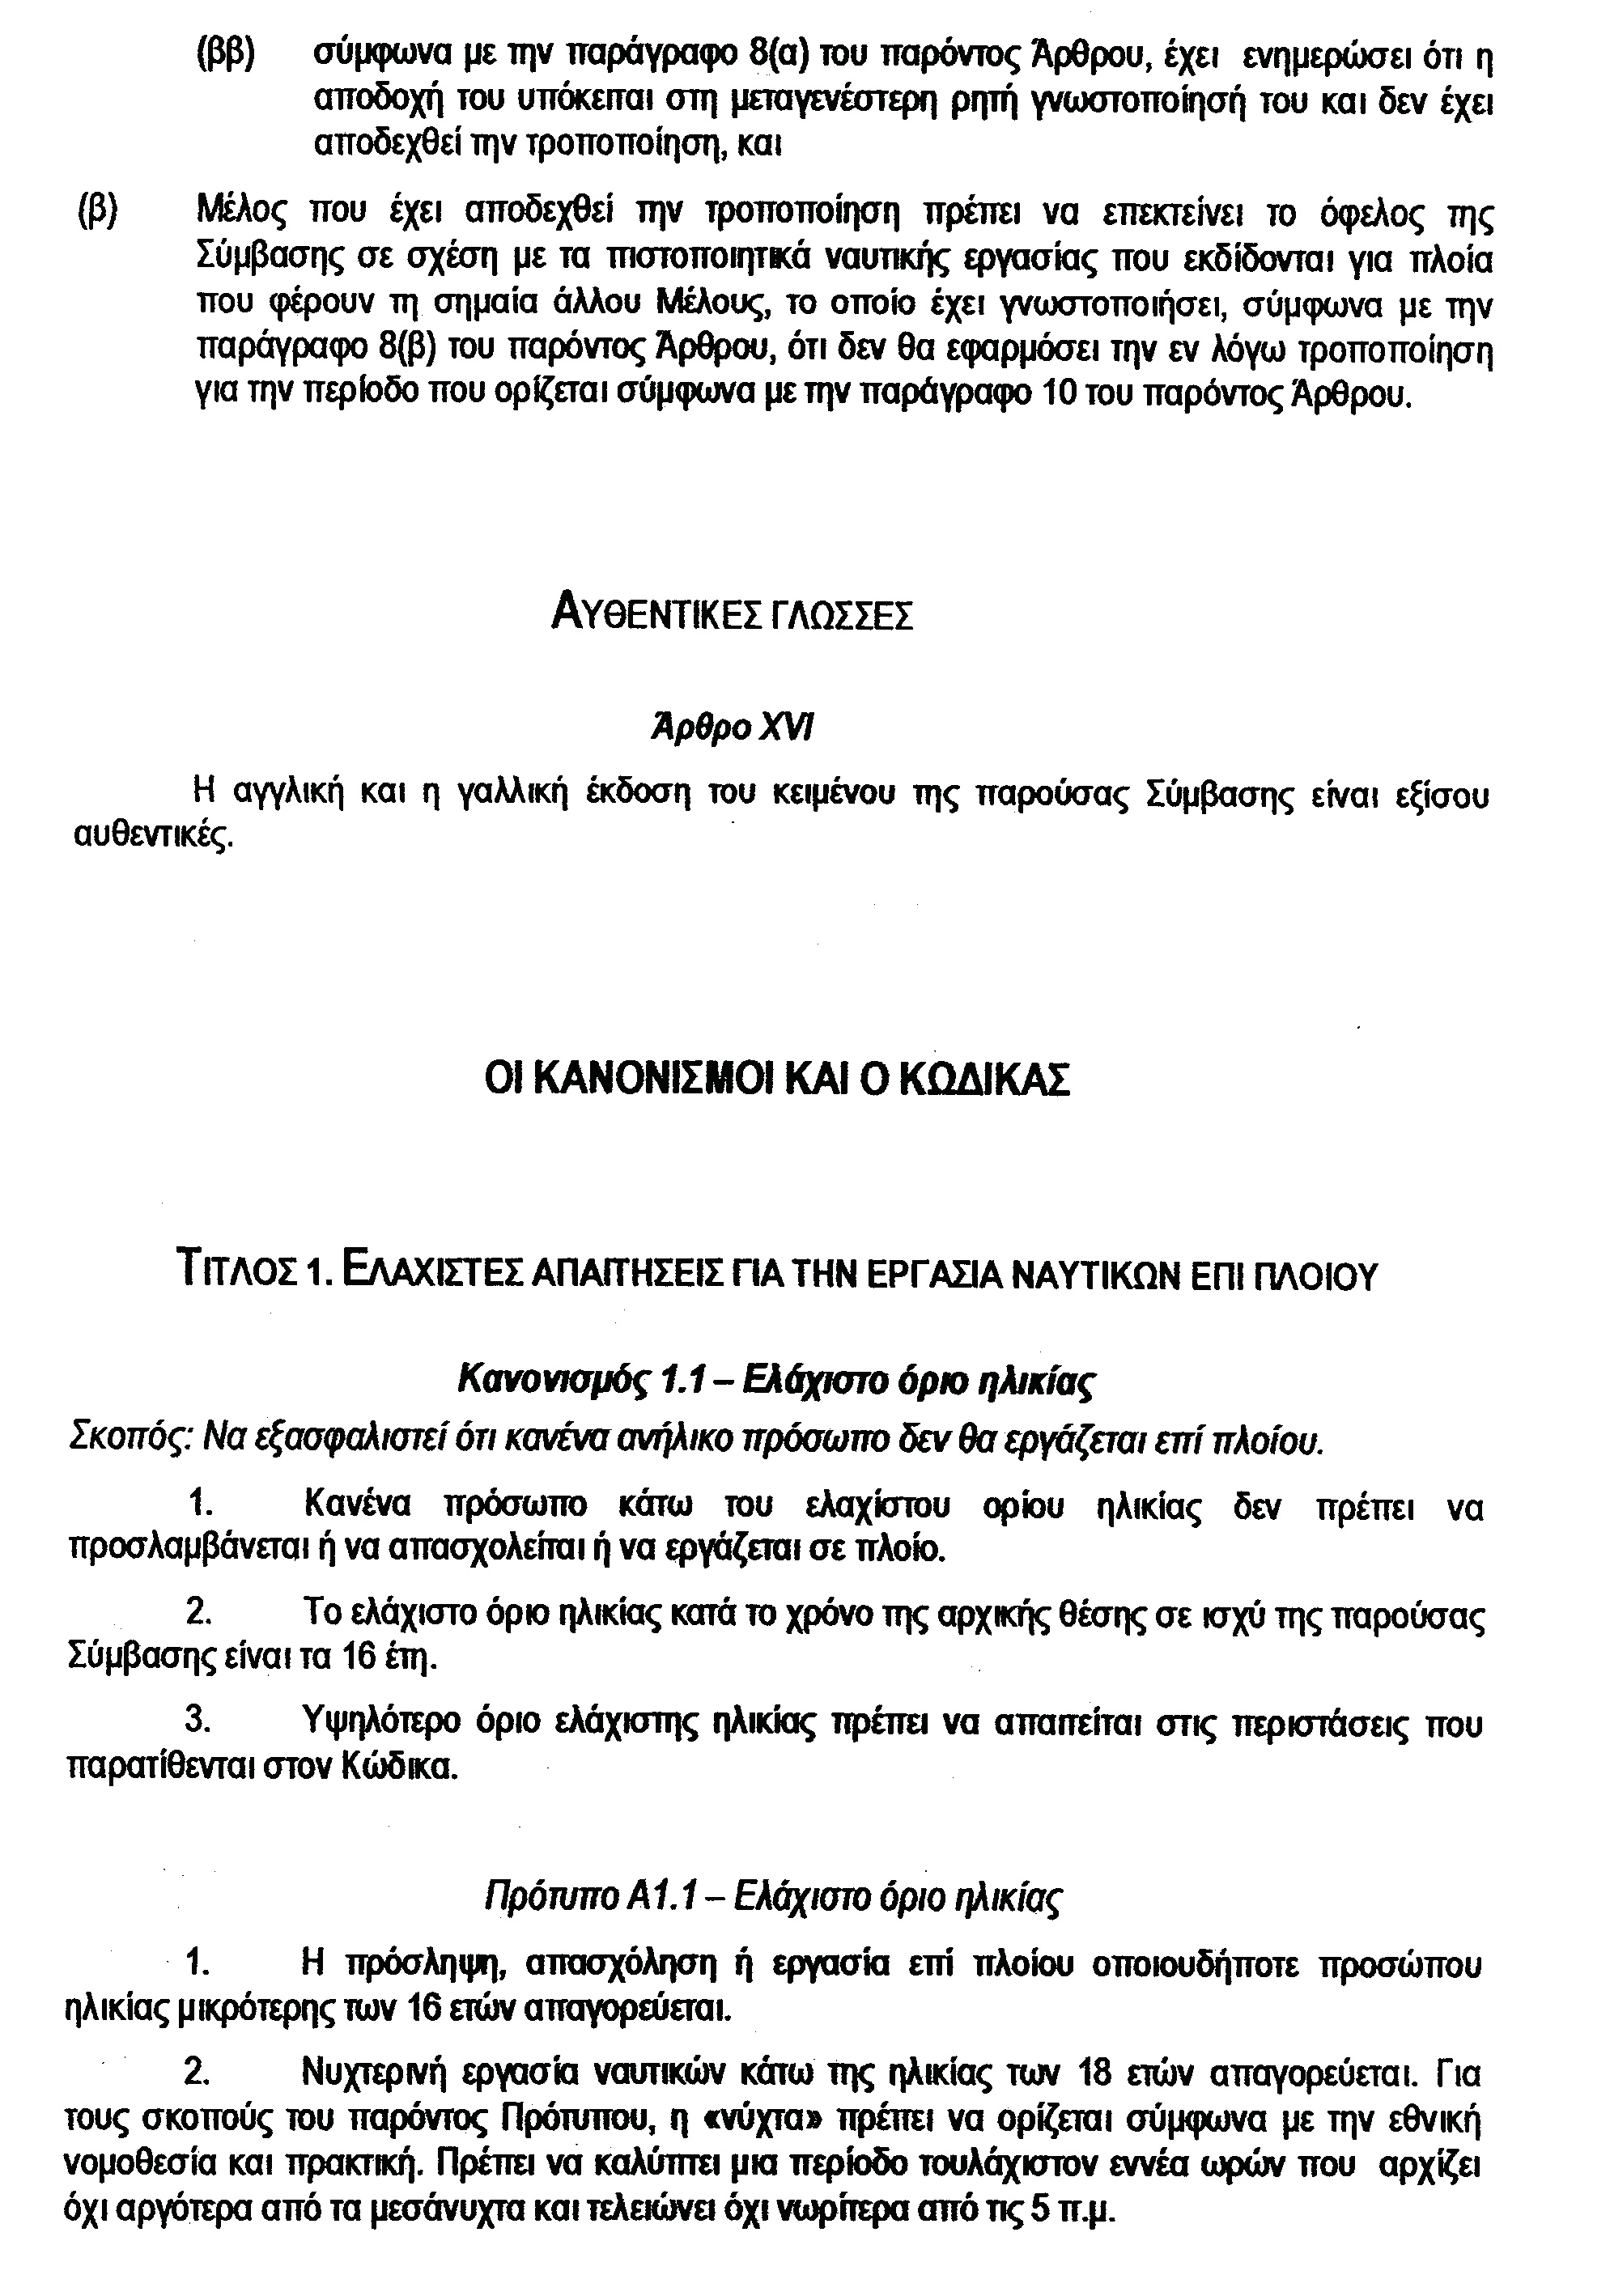 (ββ) σύμφωνα με την παράγραφο 8(α) του παρόντος Άρθρου, έχει ενημερώσει ότι η
αποδοχή του υπόκειται στη μεταγενέστερη ρητή γνωστοποίησή του και δεν έχει
αποδεχθεί την τροποποίηση, και
(β) Μέλος που έχει αποδεχθεί την τροποποίηση πρέπει να επεκτείνει το όφελος της
Σύμβασης σε σχέση με τα πιστοποιητικά ναυτικής εργασίας που εκδίδονται για πλοία
που φέρουν τη σημαία άλλου Μέλους, το οποίο έχει γνωστοποιήσει, σύμφωνα με την
παράγραφο 8(β) του παρόντος Άρθρου, ότι δεν θα εφαρμόσει την εν λόγω τροποποίηση
για την περίοδο που ορίζεται σύμφωνα με την παράγραφο 10 του παρόντος Άρθρου.
ΑΥΘΕΝΤΙΚΕΣ ΓΛΩΣΣΕΣ
Άρθρο XVI
Η αγγλική και η γαλλική έκδοση του κειμένου της παρούσας Σύμβασης είναι εξίσου
αυθεντικές.
ΟΙ ΚΑΝΟΝΙΣΜΟΙ ΚΑΙ Ο ΚΩΔΙΚΑΣ
ΤΙΤΛΟΣ 1. ΕΛΑΧΙΣΤΕΣ ΑΠΑΙΤΗΣΕΙΣ ΓΙΑ ΤΗΝ ΕΡΓΑΣΙΑ ΝΑΥΤΙΚΩΝ ΕΠΙ ΠΛΟΙΟΥ
Κανονισμός 1.1 – Ελάχιστο όριο ηλικίας
Σκοπός: Να εξασφαλιστεί ότι κανένα ανήλικο πρόσωπο δεν θα εργάζεται επί πλοίου.
1. Κανένα πρόσωπο κάτω του ελαχίστου ορίου ηλικίας δεν πρέπει να
προσλαμβάνεται ή να απασχολείται ή να εργάζεται σε πλοίο.
2. Το ελάχιστο όριο ηλικίας κατά το χρόνο της αρχικής θέσης σε ισχύ της παρούσας
Σύμβασης είναι τα 16 έτη.
3. Υψηλότερο όριο ελάχιστης ηλικίας πρέπει να απαιτείται στις περιστάσεις που
παρατίθενται στον Κώδικα.
Πρότυπο Α1.1 – Ελάχιστο όριο ηλικίας
1. Η πρόσληψη, απασχόληση ή εργασία επί πλοίου οποιουδήποτε προσώπου
ηλικίας μικρότερης των 16 ετών απαγορεύεται.
2. Νυχτερινή εργασία ναυτικών κάτω της ηλικίας των 18 ετών απαγορεύεται. Για
τους σκοπούς του παρόντος Πρότυπου, η «νύχτα» πρέπει να ορίζεται σύμφωνα με την εθνική
νομοθεσία και πρακτική. Πρέπει να καλύπτει μια περίοδο τουλάχιστον εννέα ωρών που αρχίζει
όχι αργότερα από τα μεσάνυχτα και τελειώνει όχι νωρίτερα από τις 5 π.μ.